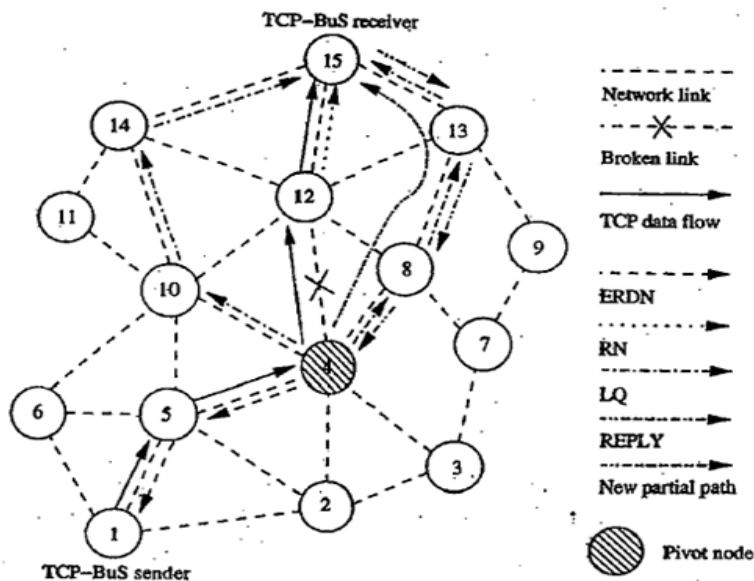 TCP-BuS receiver
15
14
13
Network link
Broken link
12
11
TCP data flow
9
8
10
ERDN
7
RN
4
LQ
6
5
REPLY
3
New partial path
2
1
Pivot node
TCP-BuS sender